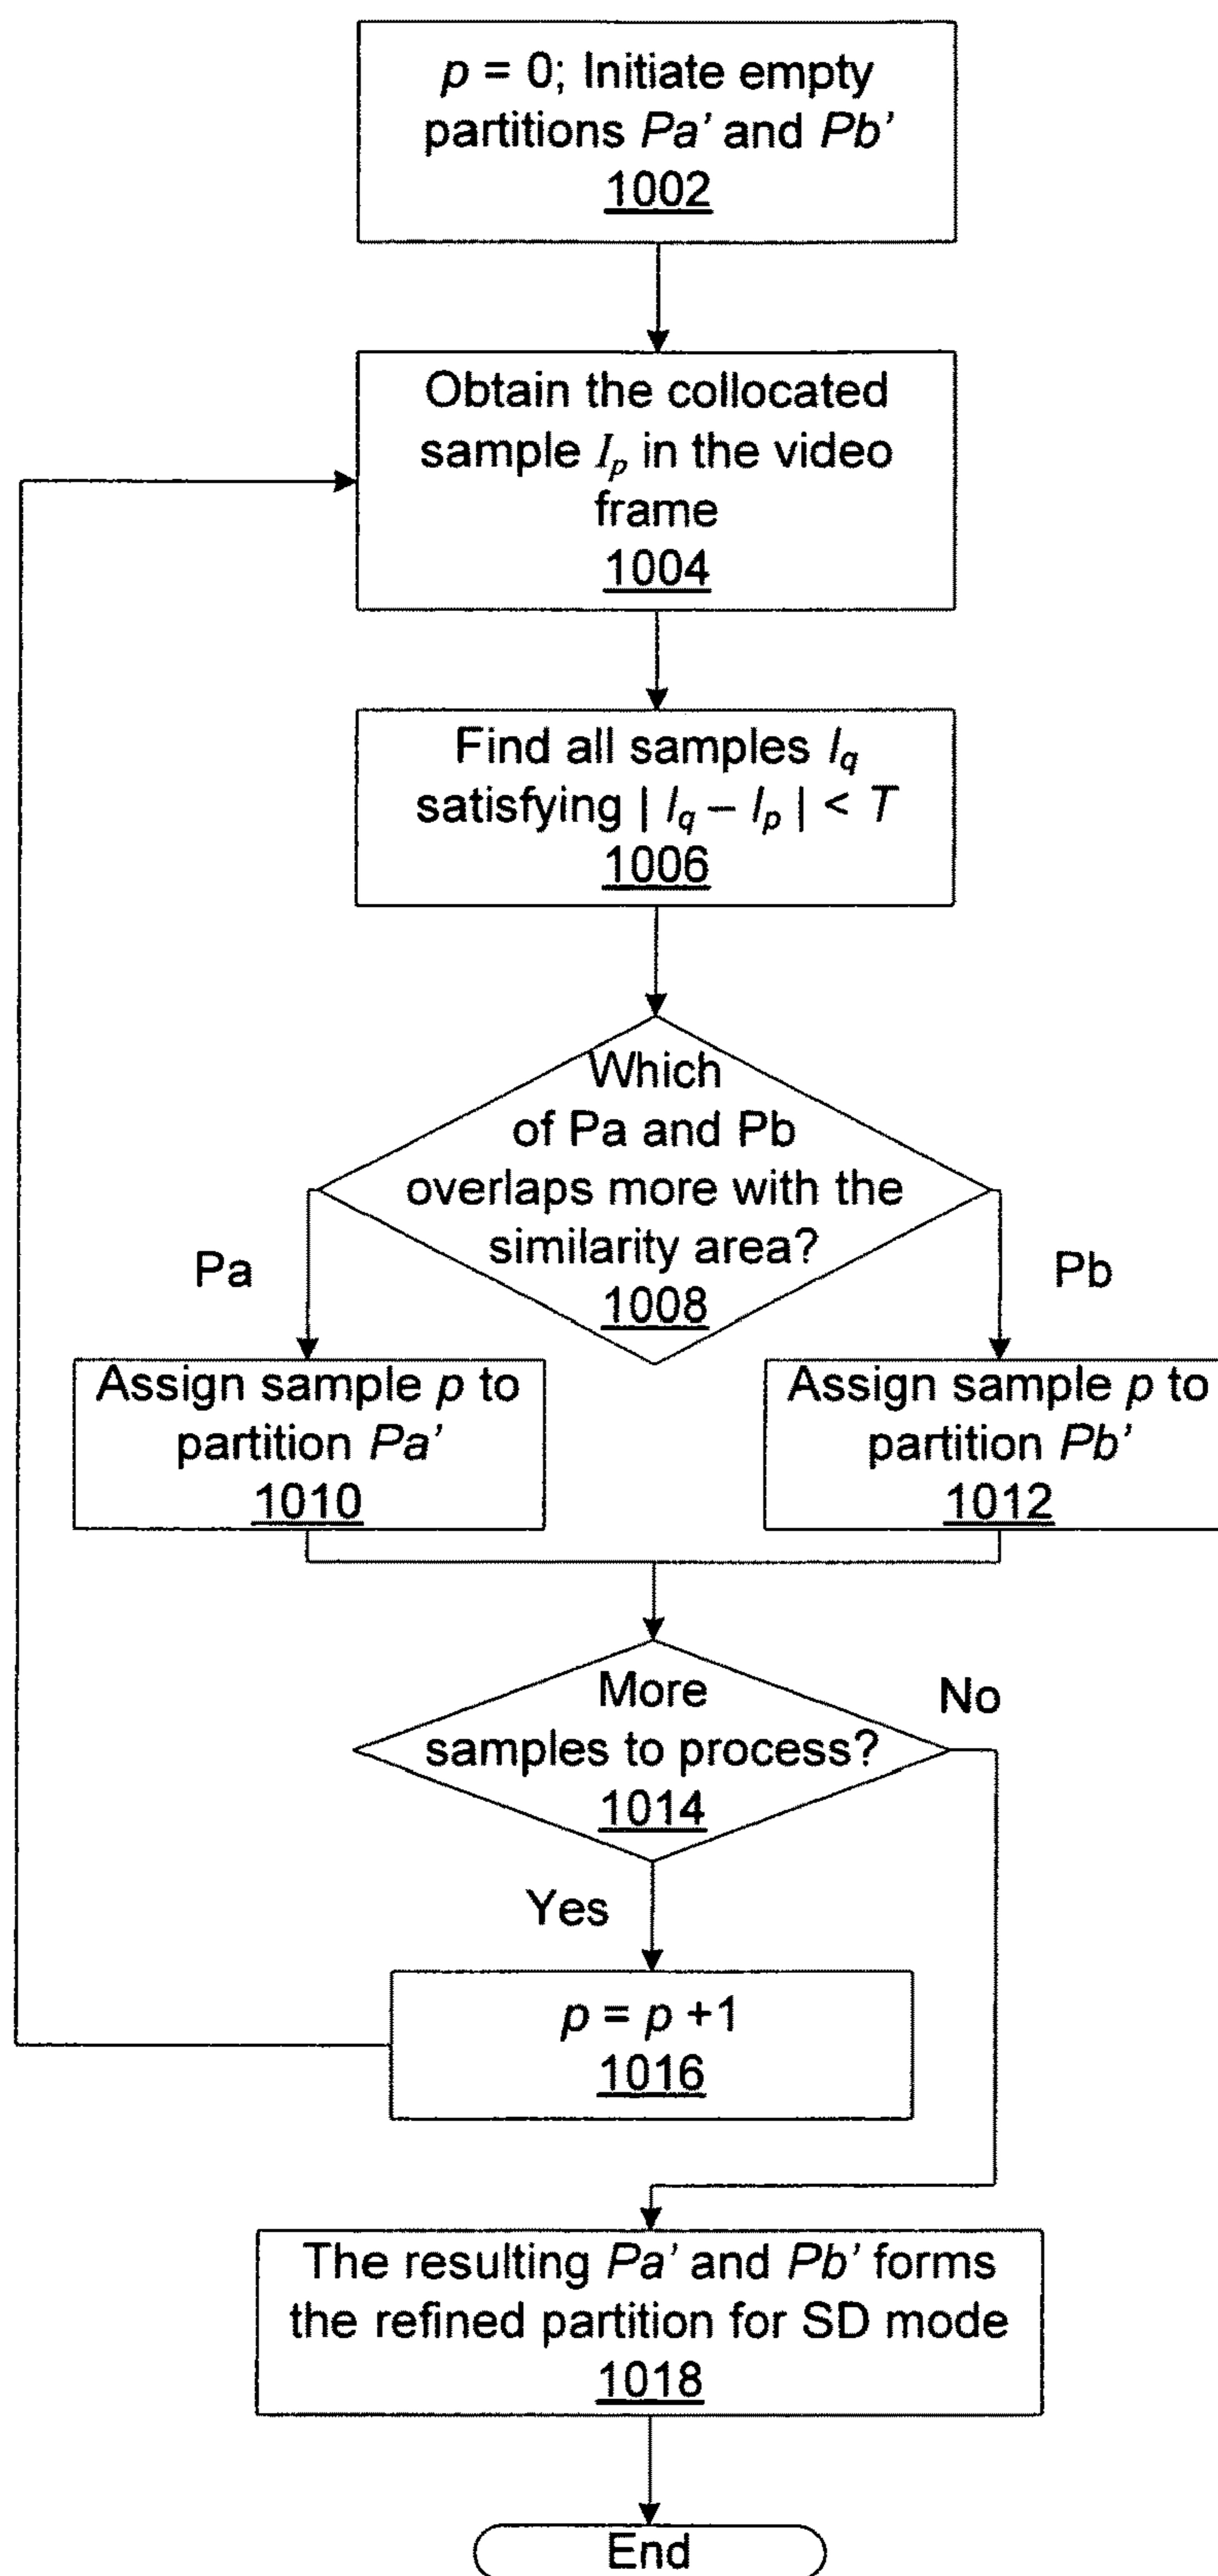 p = 0; Initiate empty
partitions Pa' and Pb'
1002
Obtain the collocated
sample Ip in the video
frame
1004
Find all samples Iq
satisfying | Iq – Ip | < T
1006
Which
of Pa and Pb
overlaps more with the
similarity area?
1008
Pa
Pb
Assign sample p to
partition Pa'
1010
Assign sample p to
partition Pb'
1012
More
samples to process?
1014
No
Yes
p = p +1
1016
The resulting Pa' and Pb' forms
the refined partition for SD mode
1018
End